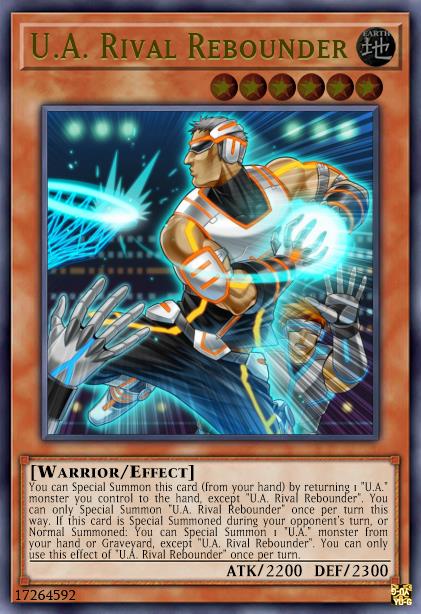 U.A. Rival Rebounder
EARTH
地
[Warrior/Effect]
You can Special Summon this card (from your hand) by returning 1 "U.A."
monster you control to the hand, except "U.A. Rival Rebounder". You
can only Special Summon "U.A. Rival Rebounder" once per turn this
way. If this card is Special Summoned during your opponent's turn, or
Normal Summoned: You can Special Summon 1 "U.A." monster from
your hand or Graveyard, except "U.A. Rival Rebounder". You can only
use this effect of "U.A. Rival Rebounder" once per turn.
ATK/2200 DEF/2300
17264592